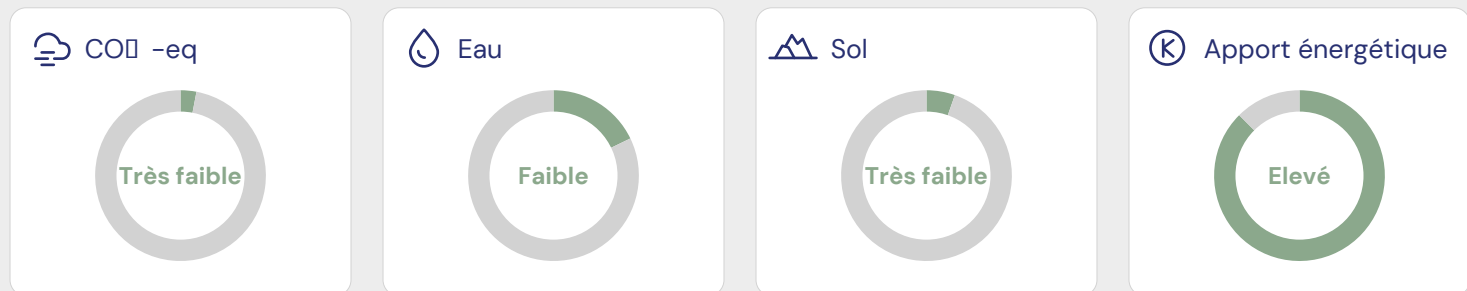 CO▯ -eq
Très faible
Eau
Faible
Sol
Très faible
Apport énergétique
Elevé